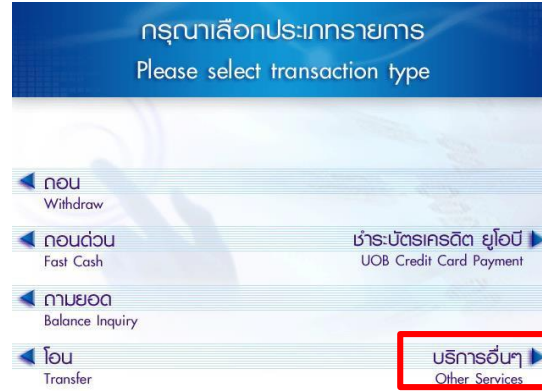 กรุณาเลือกประเภทรายการ
Please select transaction type
ถอน
Withdraw
ถอนด่วน
Fast Cash
ชำระบัตรเครดิต ยูโอบี
UOB Credit Card Payment
ถามยอด
Balance Inquiry
โอน
Transfer
บริการอื่นๆ
Other Services